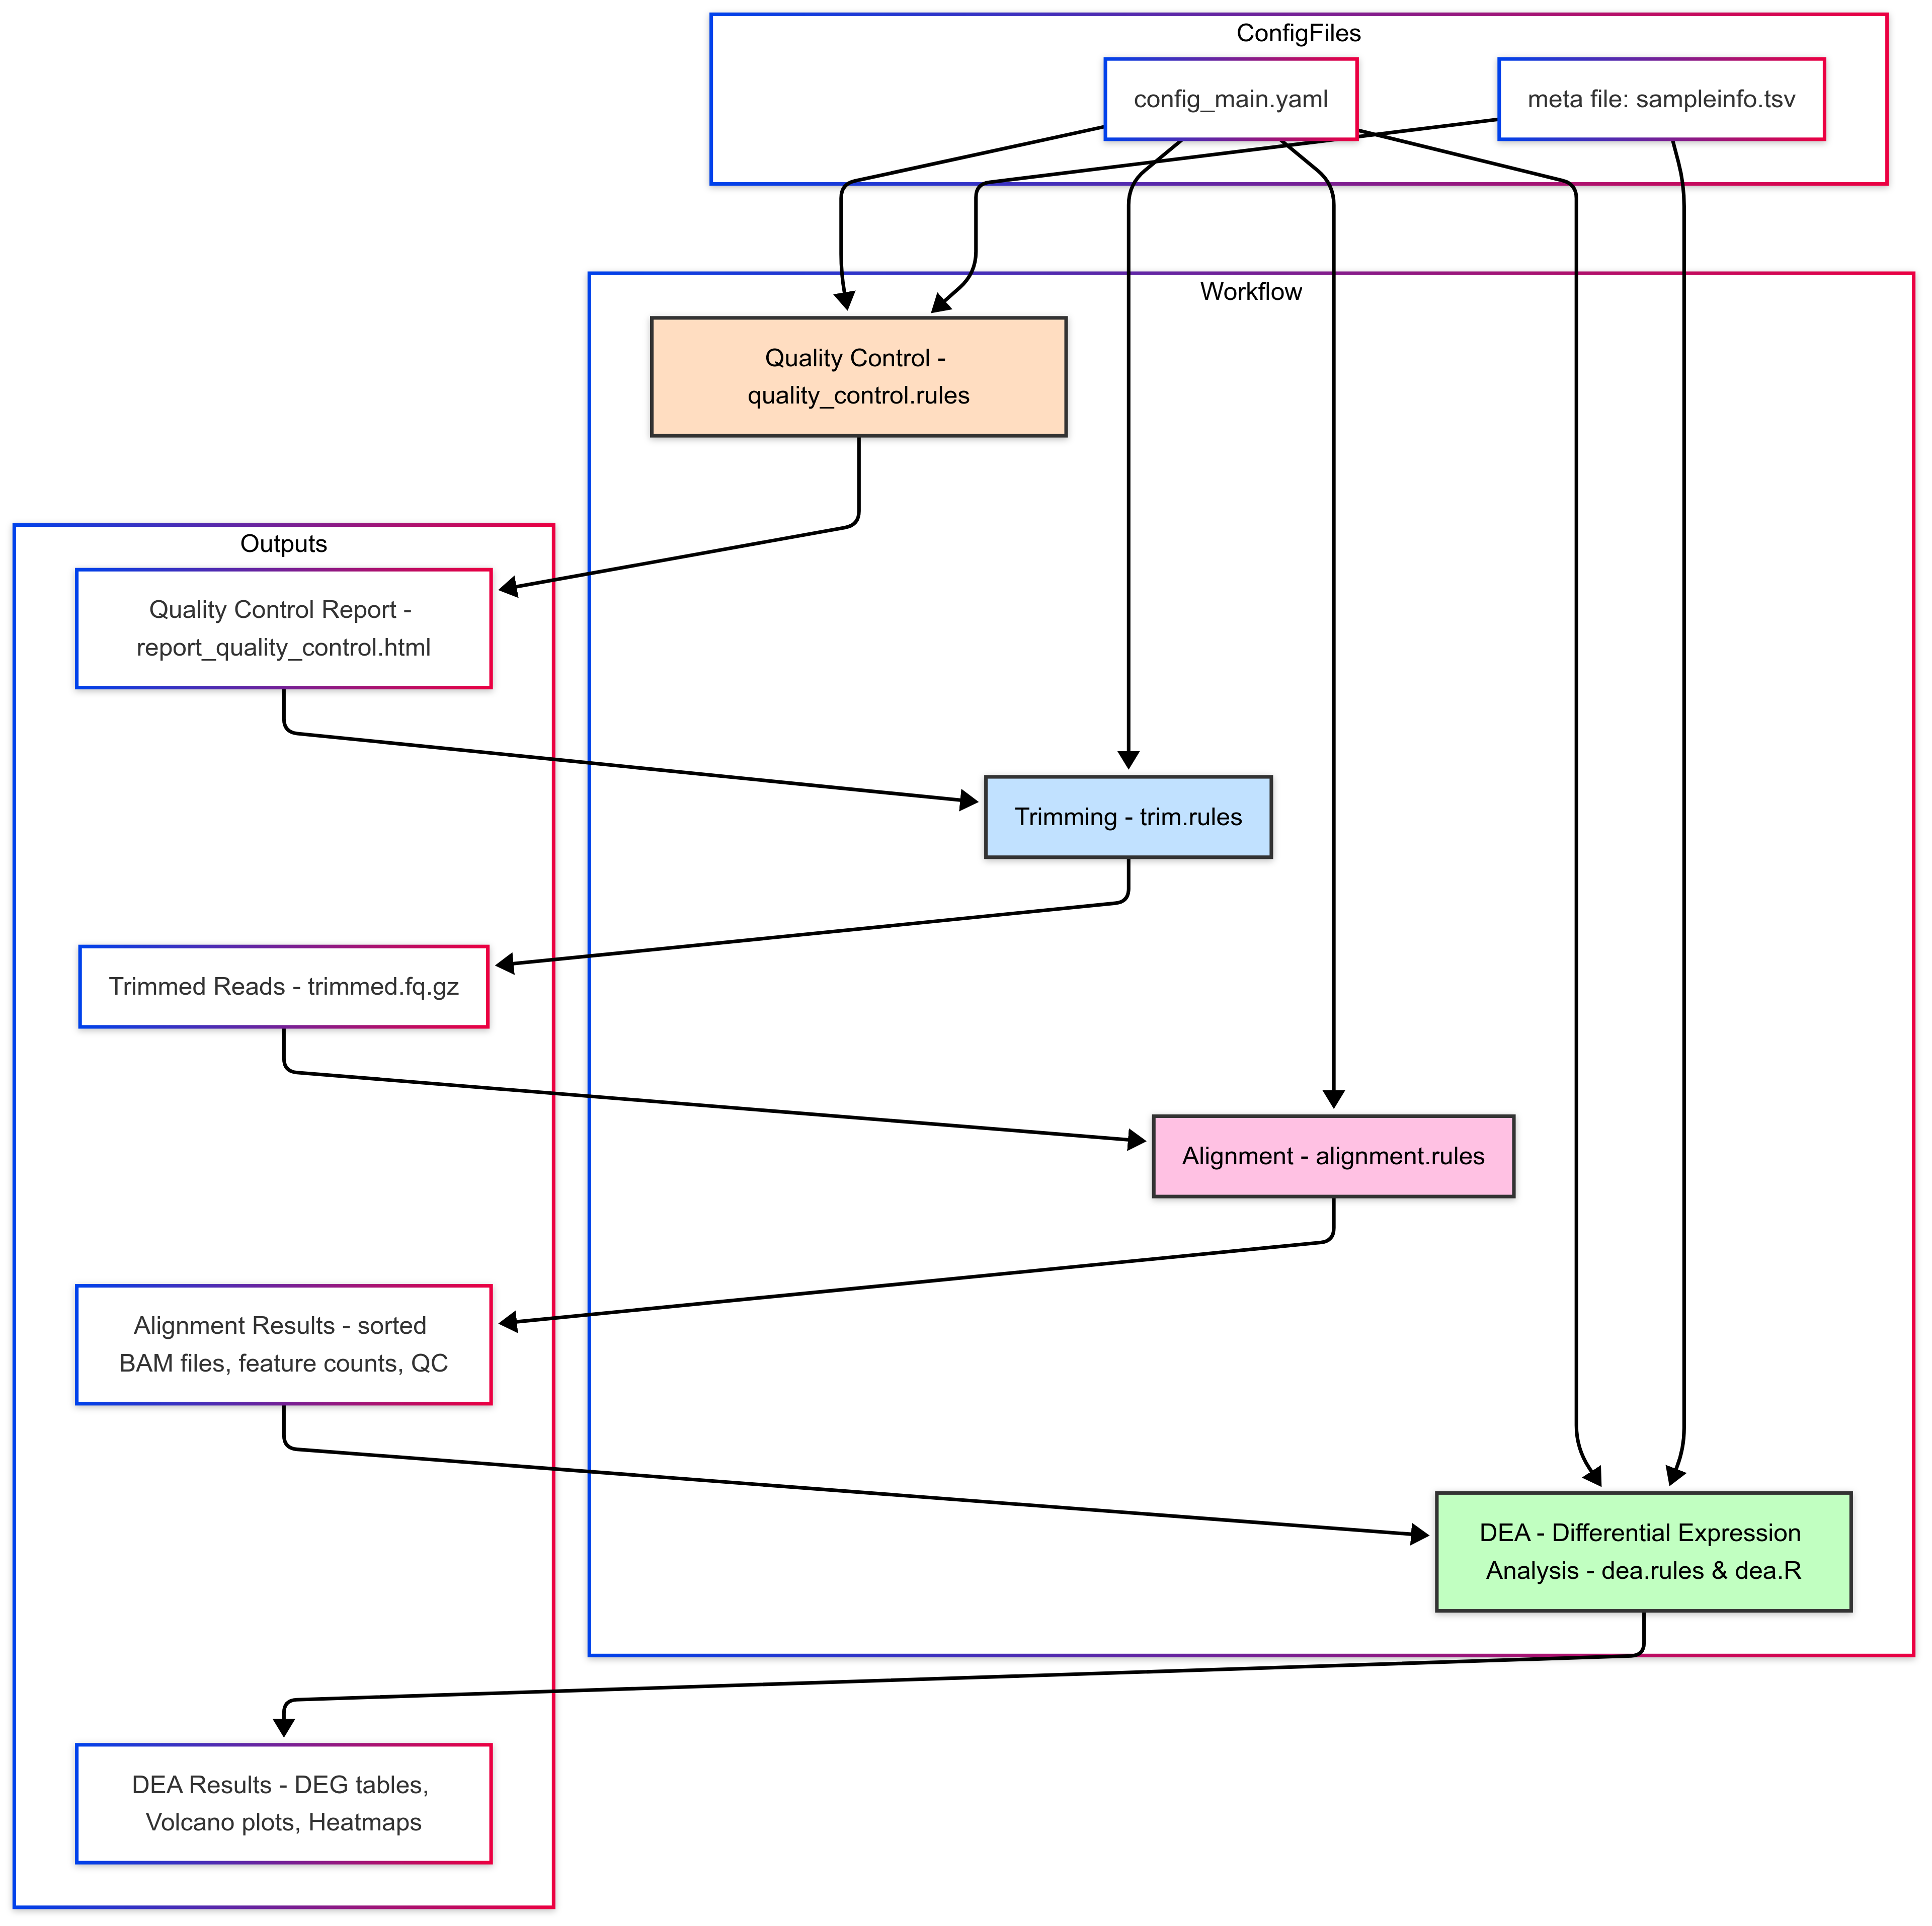 ConfigFiles
config_main.yaml
meta file: sampleinfo.tsv
Workflow
Quality Control -
quality_control.rules
Outputs
Quality Control Report -
report_quality_control.html
Trimming - trim.rules
Trimmed Reads - trimmed.fq.gz
Alignment - alignment.rules
Alignment Results - sorted
BAM files, feature counts, QC
DEA - Differential Expression
Analysis - dea.rules & dea.R
DEA Results - DEG tables,
Volcano plots, Heatmaps